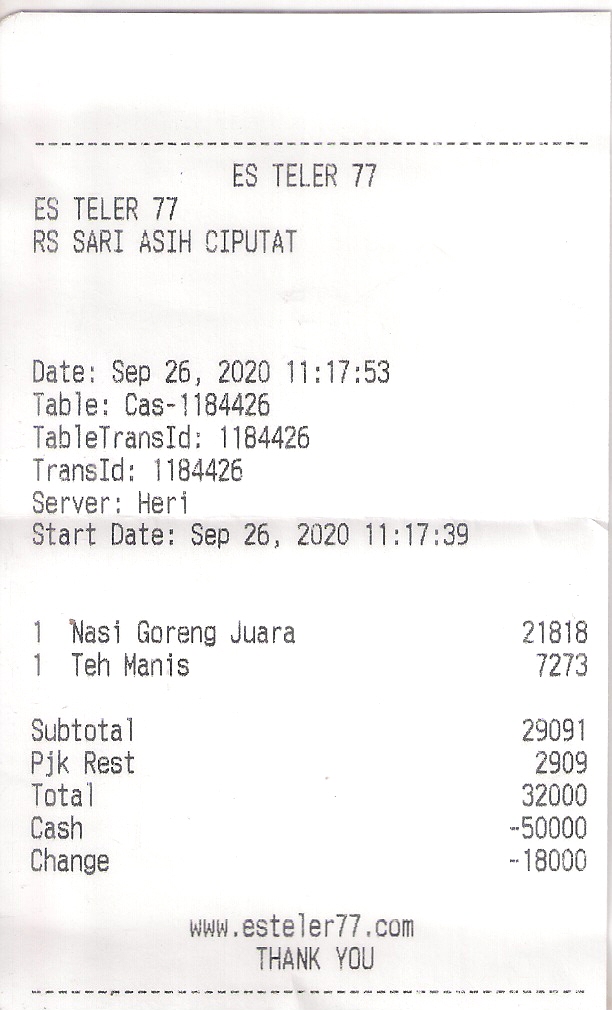 ES TELER 77
ES TELER 77
RS SARI ASIH CIPUTAT
Date: Sep 26, 2020 11:17:53
Table: Cas-1184426
TableTransId: 1184426
TransId: 1184426
Server: Heri
Start Date: Sep 26, 2020 11:17:39
1 Nasi Goreng Juara 21818
1 Teh Manis 7273
Subtotal 29091
Pjk Rest 2909
Total 32000
Cash -50000
Change -18000
www.esteler77.com
THANK YOU